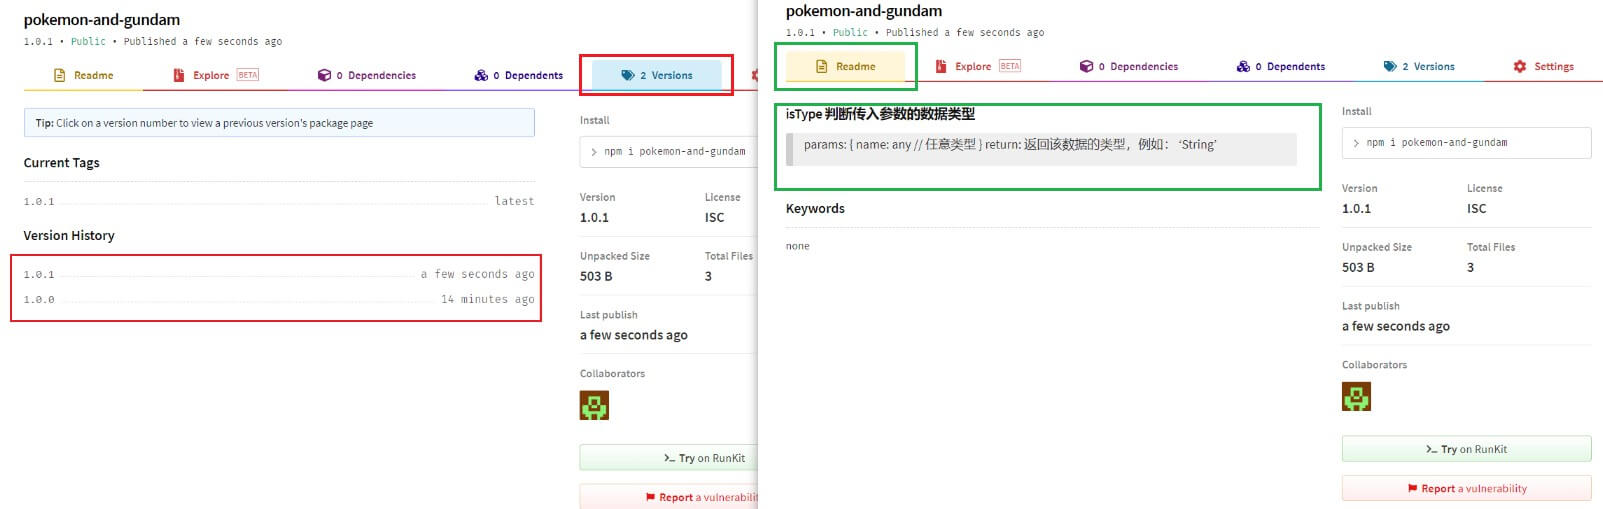 pokemon-and-gundam
1.0.1 • Public • Published a few seconds ago
Readme
Explore BETA
0 Dependencies
0 Dependents
2 Versions
Tip: Click on a version number to view a previous version's package page
Current Tags
1.0.1 latest
Version History
1.0.1 a few seconds ago
1.0.0 14 minutes ago
Install
> npm i pokemon-and-gundam
Version
License
1.0.1
ISC
Unpacked Size
Total Files
503 B
3
Last publish
a few seconds ago
Collaborators
Try on RunKit
Report a vulnerabilit
pokemon-and-gundam
1.0.1 • Public • Published a few seconds ago
Readme
Explore BETA
0 Dependencies
0 Dependents
2 Versions
Settings
isType 判断传入参数的数据类型
params: { name: any // 任意类型 } return: 返回该数据的类型，例如： ‘String’
Keywords
none
Install
> npm i pokemon-and-gundam
Version
License
1.0.1
ISC
Unpacked Size
Total Files
503 B
3
Last publish
a few seconds ago
Collaborators
Try on RunKit
Report a vulnerability